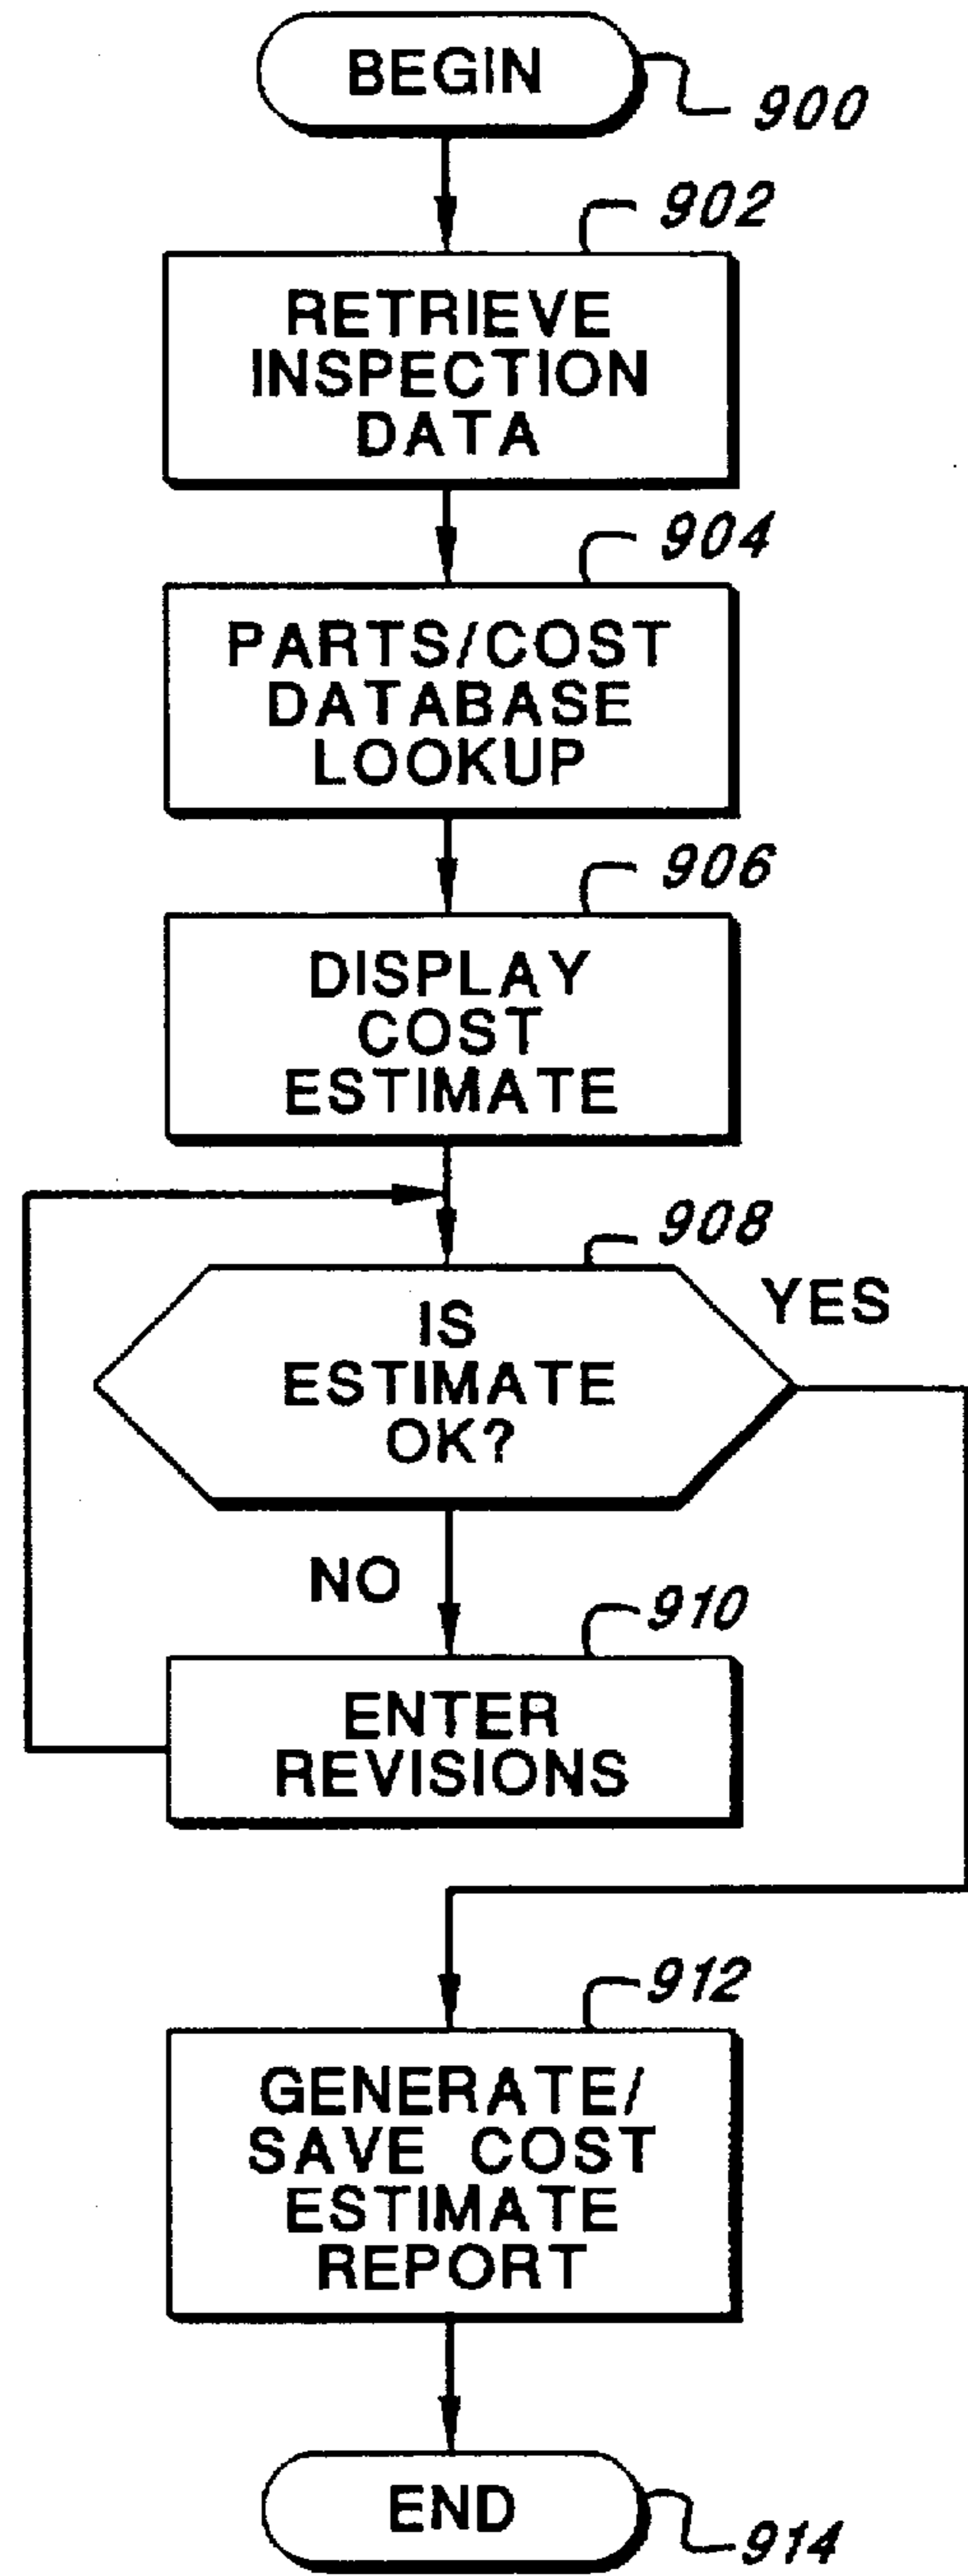 BEGIN
900
902
RETRIEVE
INSPECTION
DATA
904
PARTS/COST
DATABASE
LOOKUP
906
DISPLAY
COST
ESTIMATE
908
YES
IS
ESTIMATE
OK?
NO
910
ENTER
REVISIONS
912
GENERATE/
SAVE COST
ESTIMATE
REPORT
END
914